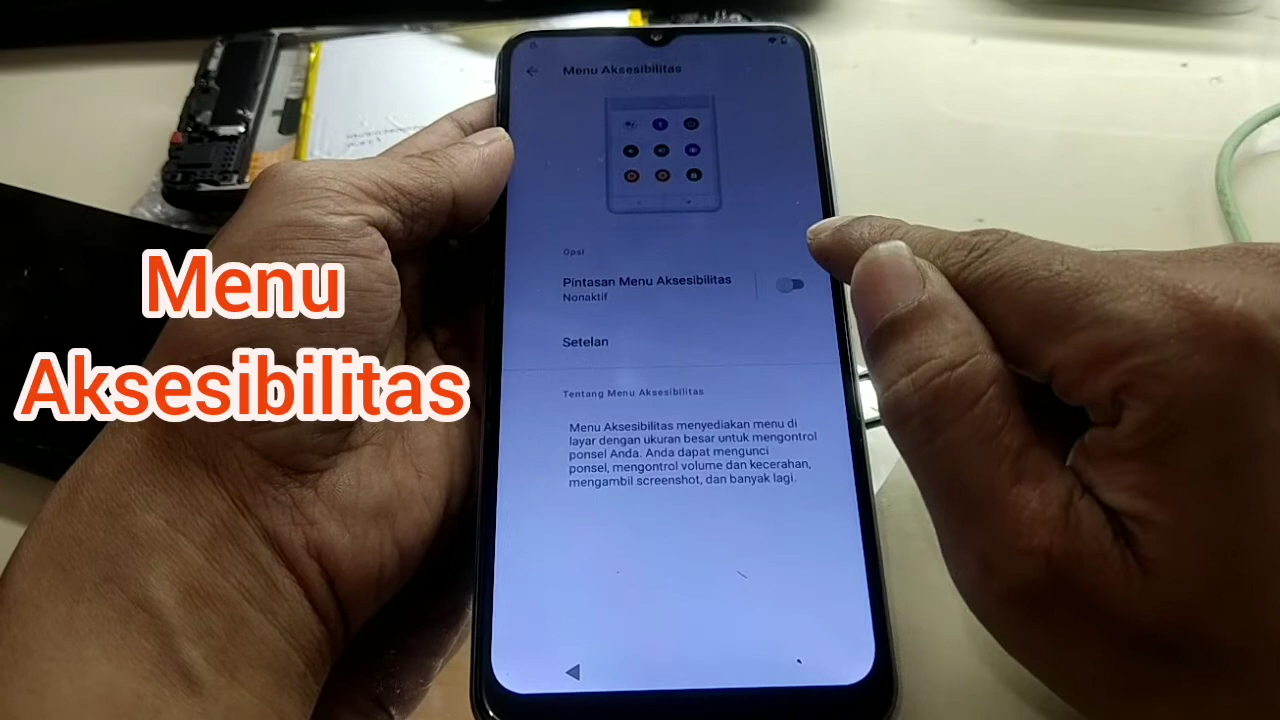 Menu Aksesibilitas
Opsi
Pintasan Menu Aksesibilitas
Nonaktif
Setelan
Tentang Menu Aksesibilitas
Menu Aksesibilitas menyediakan menu di
layar dengan ukuran besar untuk mengontrol
ponsel Anda. Anda dapat mengunci
ponsel, mengontrol volume dan kecerahan,
mengambil screenshot, dan banyak lagi.
Menu
Aksesibilitas